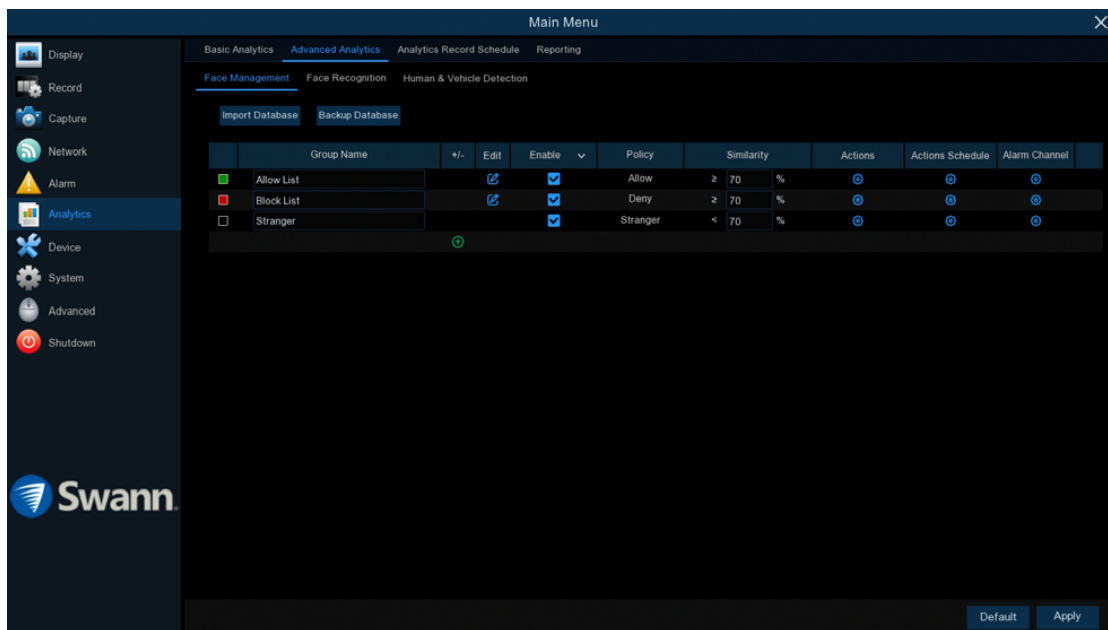 Main Menu
Display
Record
Capture
Network
Alarm
Analytics
Device
System
Advanced
Shutdown
Swann
Basic Analytics Advanced Analytics Analytics Record Schedule Reporting
Face Management Face Recognition Human & Vehicle Detection
Import Database Backup Database
Group Name +/- Edit Enable Policy Similarity Actions Actions Schedule Alarm Channel
Allow List Allow ≥ 70 %
Block List Deny ≥ 70 %
Stranger Stranger < 70 %
Default Apply